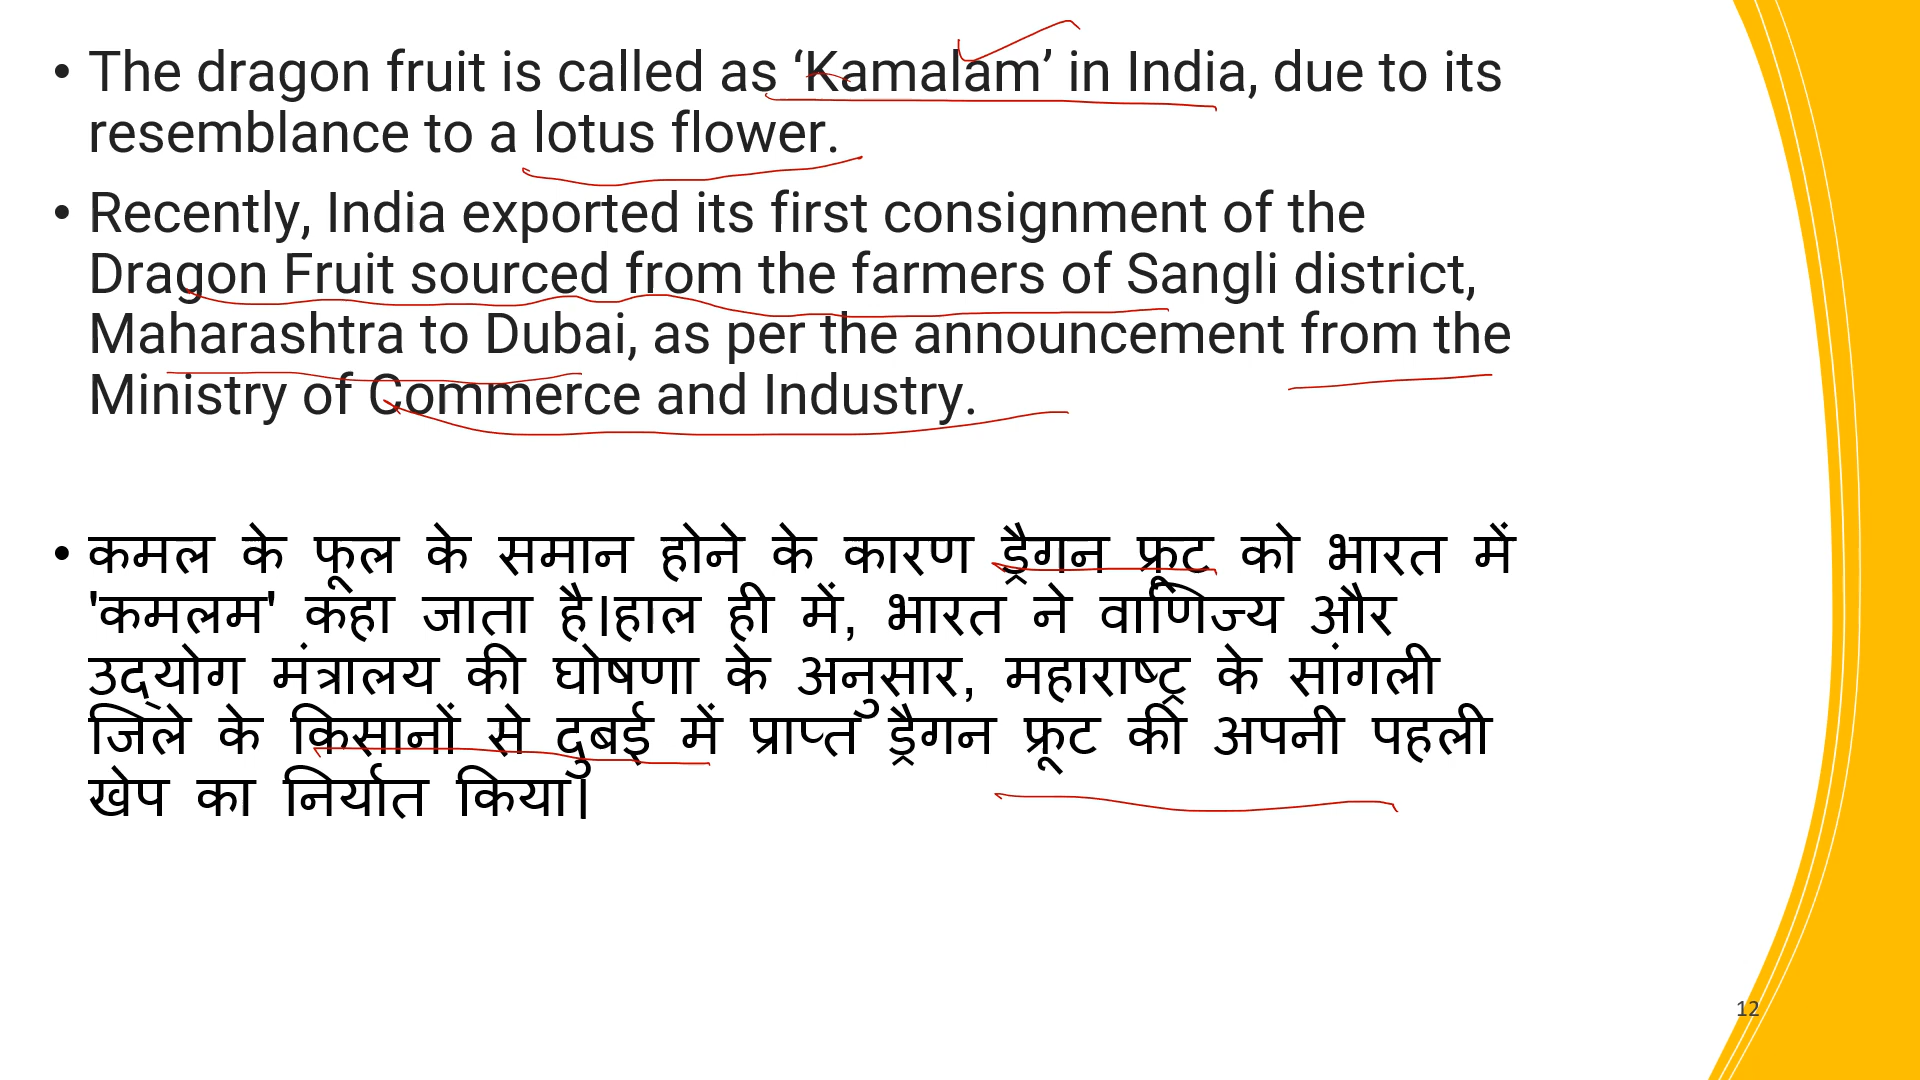 • The dragon fruit is called as ‘Kamalam’ in India, due to its
resemblance to a lotus flower.
• Recently, India exported its first consignment of the
Dragon Fruit sourced from the farmers of Sangli district,
Maharashtra to Dubai, as per the announcement from the
Ministry of Commerce and Industry.
• कमल के फूल के समान होने के कारण ड्रैगन फ्रूट को भारत में
'कमलम' कहा जाता है।हाल ही में, भारत ने वाणिज्य और
उद्योग मंत्रालय की घोषणा के अनुसार, महाराष्ट्र के सांगली
जिले के किसानों से दुबई में प्राप्त ड्रैगन फ्रूट की अपनी पहली
खेप का निर्यात किया।
12